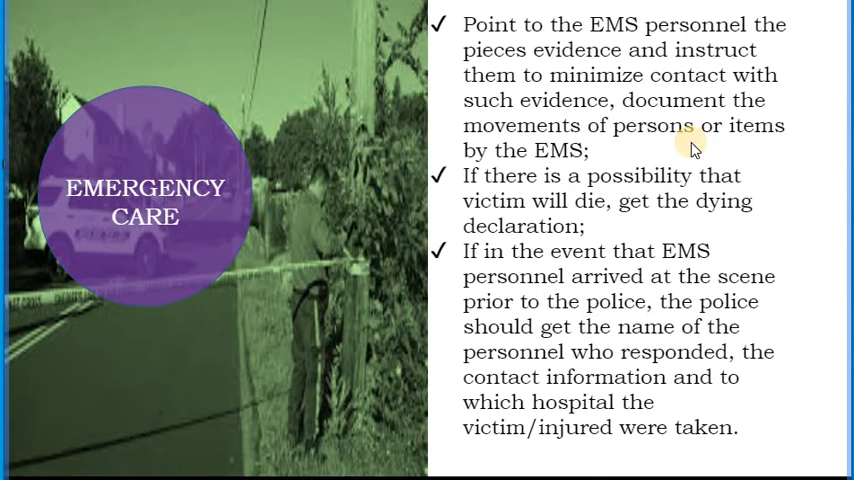 EMERGENCY
CARE
✓ Point to the EMS personnel the
pieces evidence and instruct
them to minimize contact with
such evidence, document the
movements of persons or items
by the EMS;
✓ If there is a possibility that
victim will die, get the dying
declaration;
✓ If in the event that EMS
personnel arrived at the scene
prior to the police, the police
should get the name of the
personnel who responded, the
contact information and to
which hospital the
victim/injured were taken.